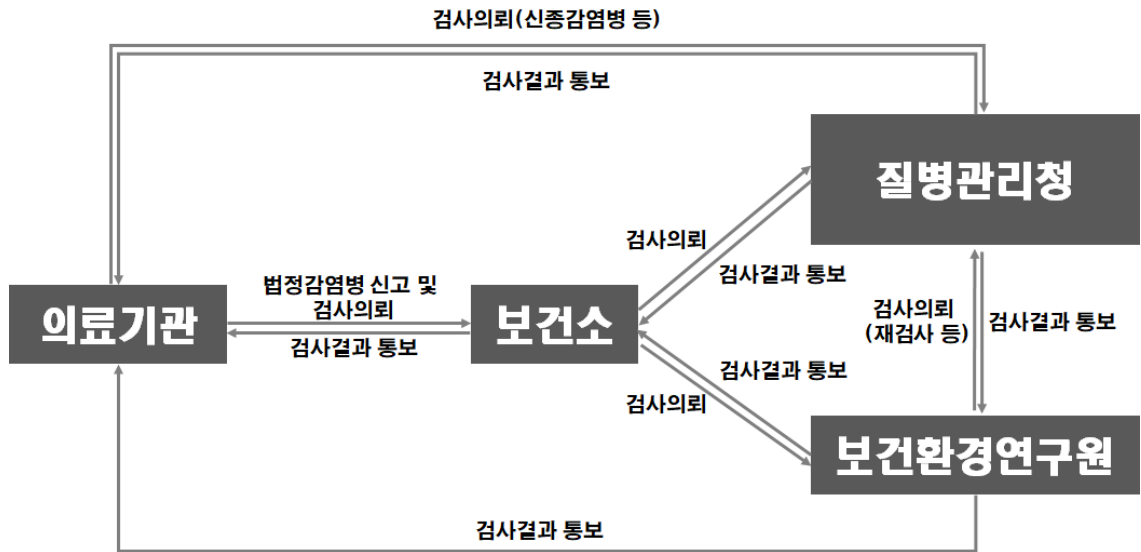 검사의뢰(신종감염병 등)
검사결과 통보
질병관리청
검사의뢰
검사결과 통보
법정감염병 신고 및
검사의뢰
의료기관
보건소
검사결과 통보
검사의뢰
(재검사 등)
검사결과 통보
검사결과 통보
검사의뢰
보건환경연구원
검사결과 통보